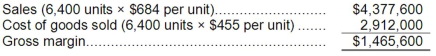 Sales (6,400 units × $684 per unit)........................... $4,377,600
Cost of goods sold (6,400 units × $455 per unit) ....... 2,912,000
Gross margin.......................................................... $1,465,600